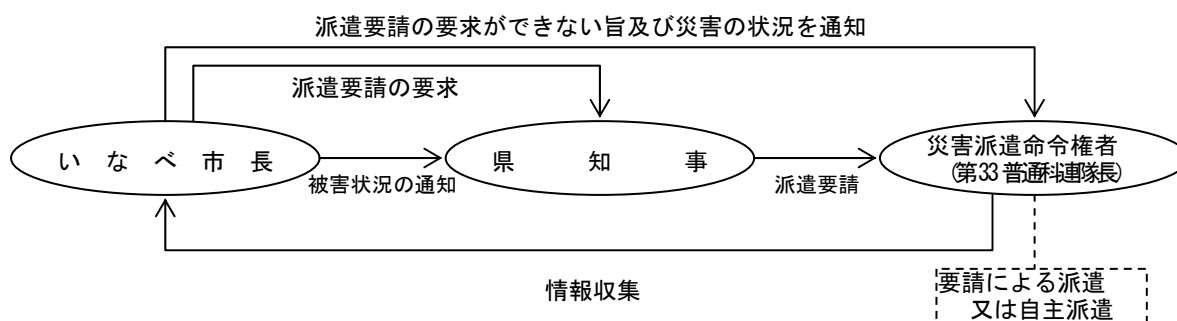 派遣要請の要求ができない旨及び災害の状況を通知
派遣要請の要求
いなべ市長
被害状況の通知
県知事
派遣要請
災害派遣命令権者
(第33普通科連隊長)
情報収集
要請による派遣
又は自主派遣